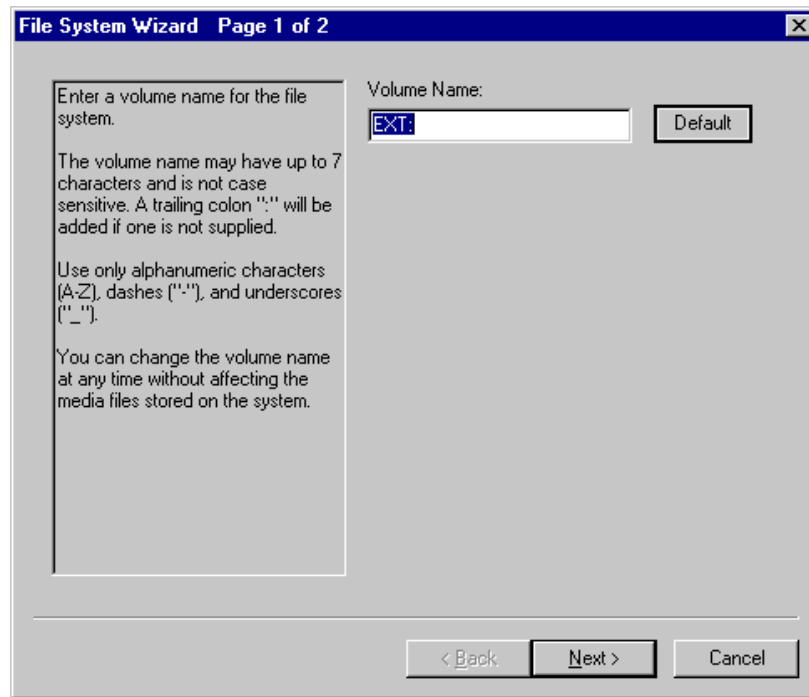 File System Wizard   Page 1 of 2
Enter a volume name for the file
system.
The volume name may have up to 7
characters and is not case
sensitive. A trailing colon ":" will be
added if one is not supplied.
Use only alphanumeric characters
(A-Z), dashes ("-"), and underscores
("_").
You can change the volume name
at any time without affecting the
media files stored on the system.
Volume Name:
EXT:
Default
< Back
Next >
Cancel